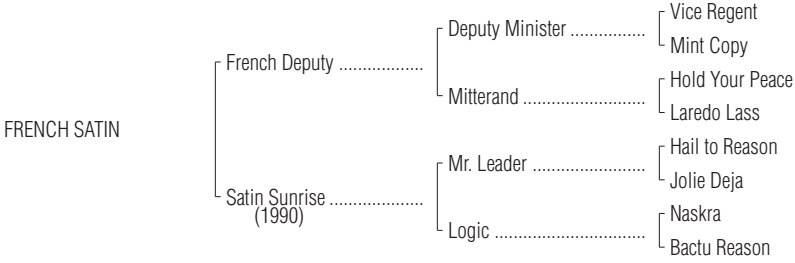 Vice Regent
Deputy Minister ................
Mint Copy
French Deputy ..................
Hold Your Peace
Mitterand ..........................
Laredo Lass
FRENCH SATIN
Hail to Reason
Mr. Leader ........................
Jolie Deja
Satin Sunrise ....................
(1990)
Naskra
Logic ................................
Bactu Reason